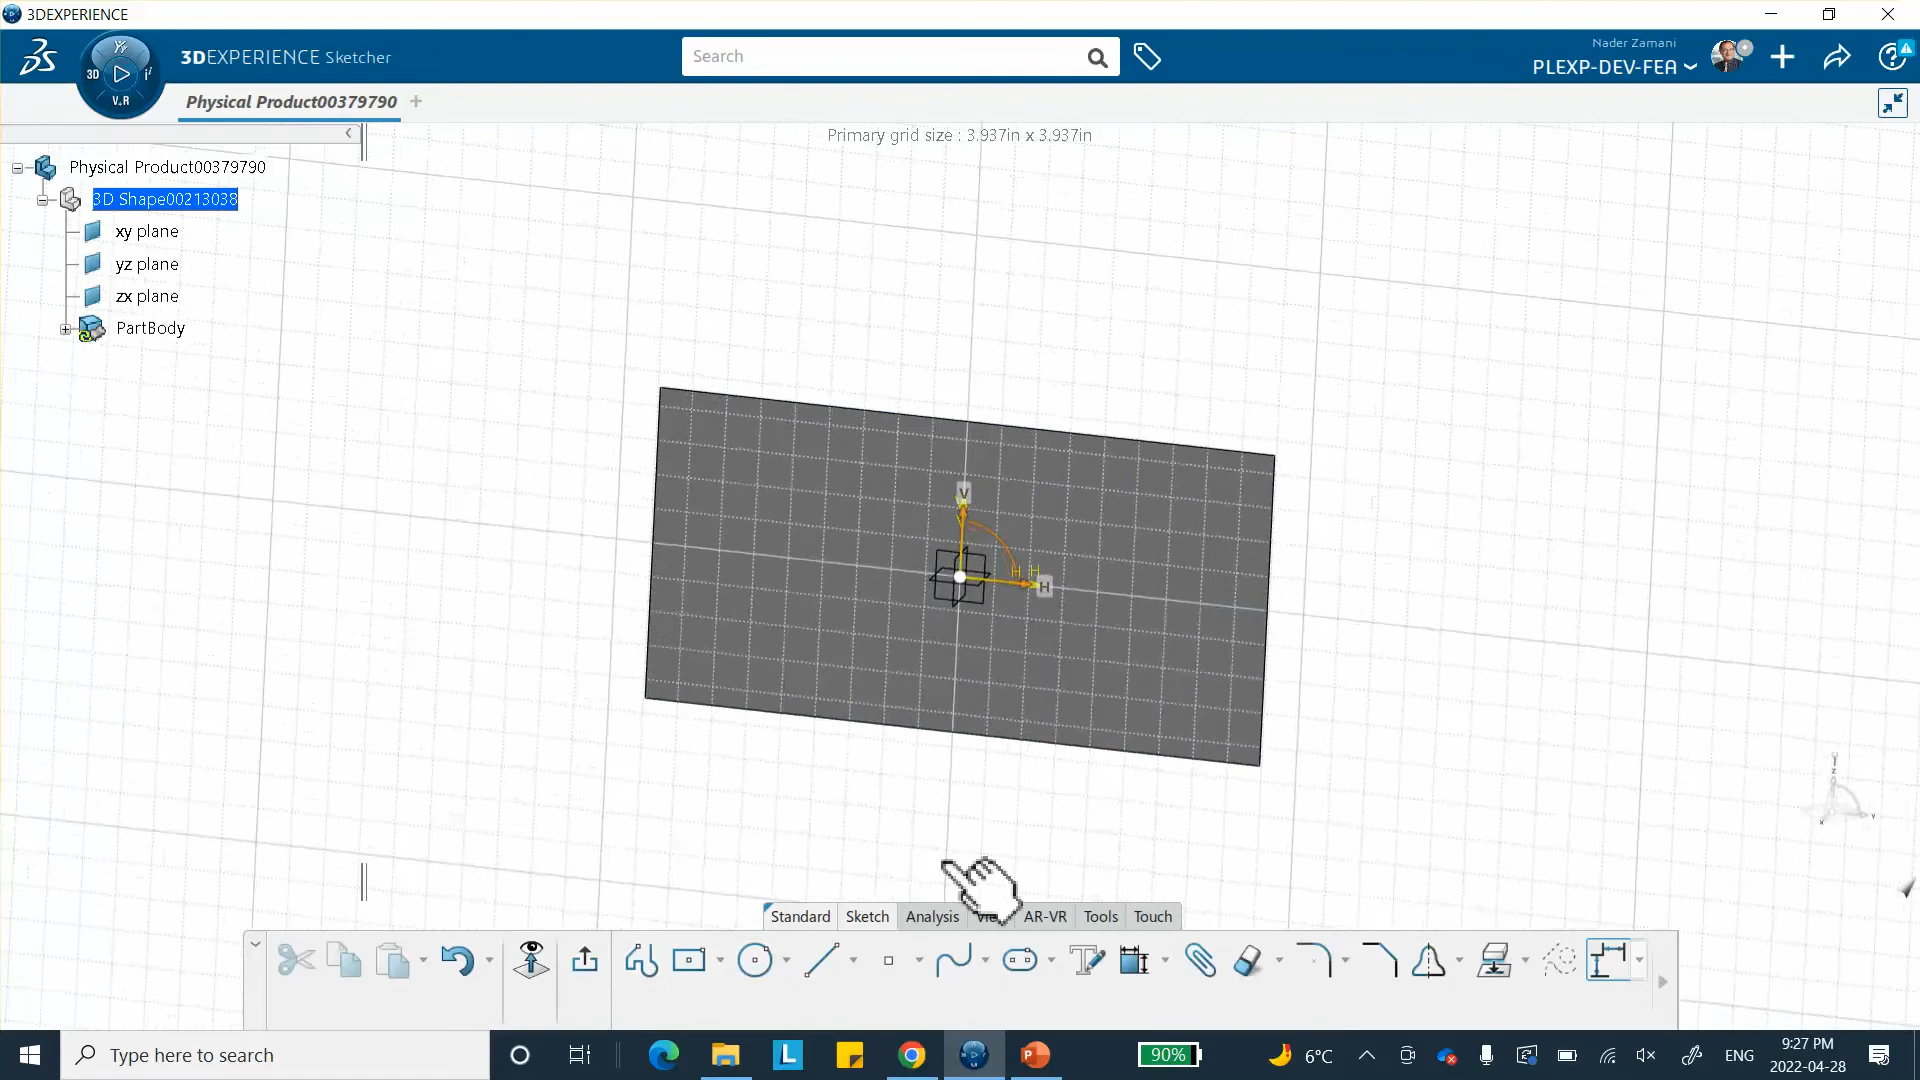 3DEXPERIENCE
3DEXPERIENCE Sketcher
Search
Nader Zamani
PLEXP-DEV-FEA
3D
V.R
Physical Product00379790
Primary grid size : 3.937in x 3.937in
Physical Product00379790
3D Shape00213038
xy plane
yz plane
zx plane
PartBody
V
H H
H
Standard
Sketch
Analysis
AR-VR
Tools
Touch
Type here to search
L
P
90%
6°C
ENG
9:27 PM
2022-04-28